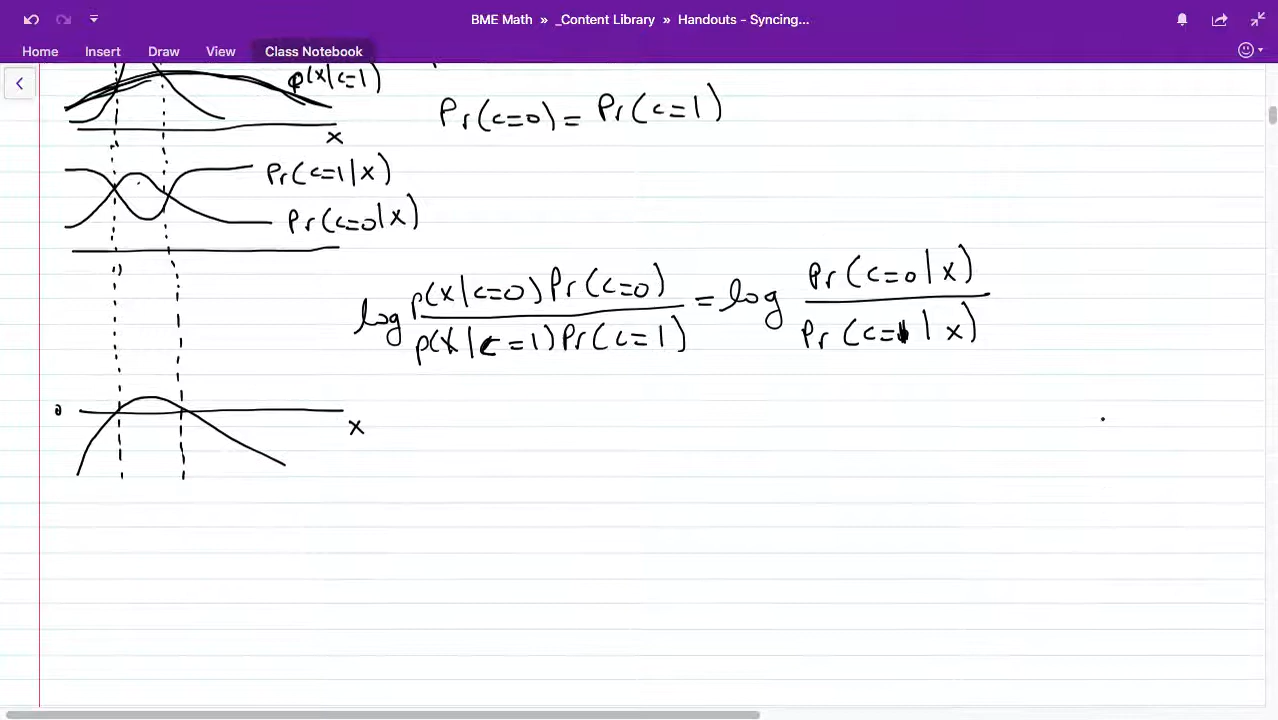 BME Math » _Content Library » Handouts - Syncing...
Home Insert Draw View Class Notebook
p(x|c=1)
Pr(c=0) = Pr(c=1)
x
Pr(c=1|x)
Pr(c=0|x)
log p(x|c=0)Pr(c=0) / p(x|c=1)Pr(c=1) = log Pr(c=0|x) / Pr(c=1|x)
0
x